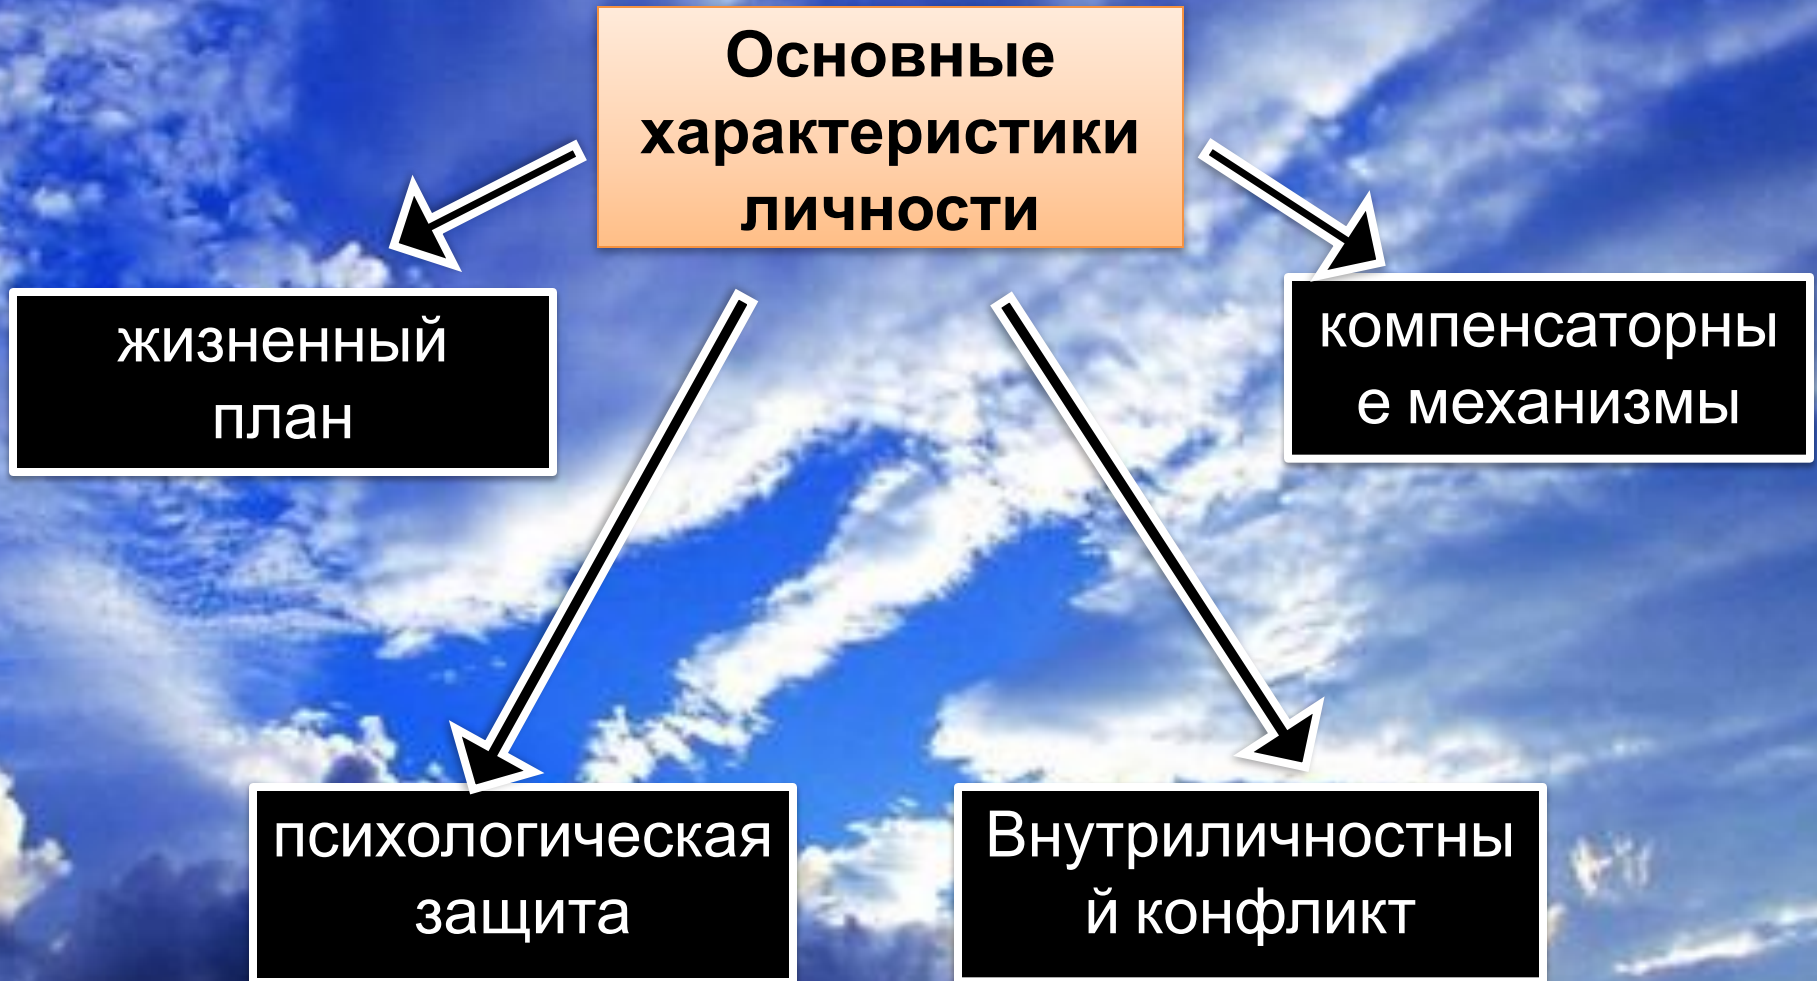 Основные
характеристики
личности
жизненный
план
компенсаторны
е механизмы
психологическая
защита
Внутриличностны
й конфликт